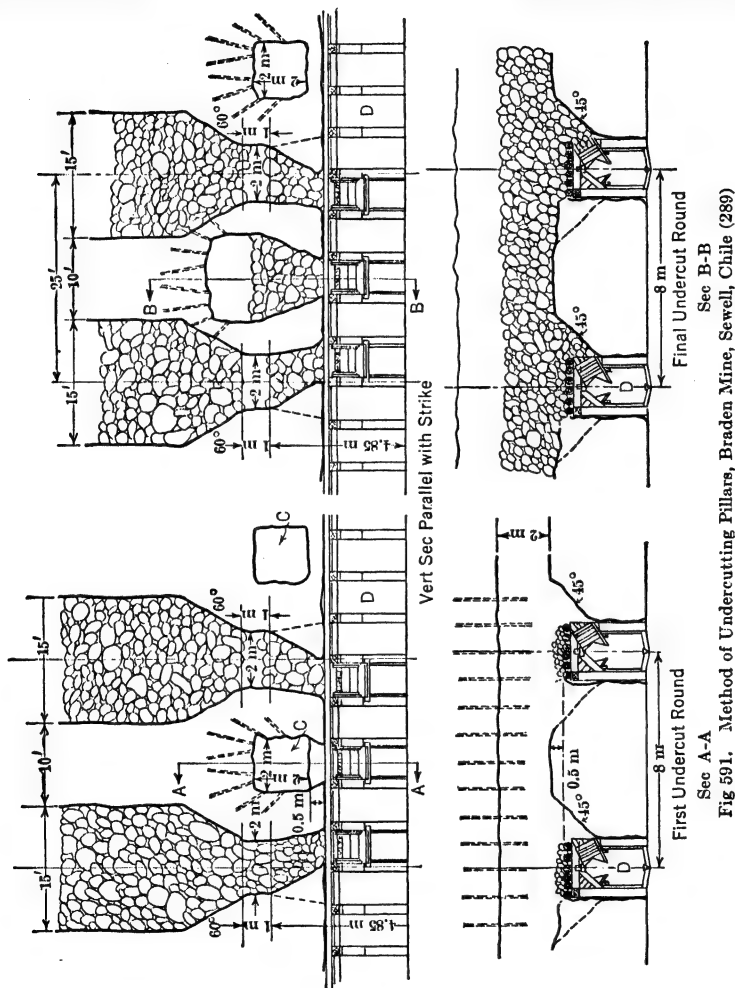 25'
15'
10'
15'
15'
10'
15'
60°
60°
60°
60°
1 m
1 m
1 m
1 m
2 m
2 m
2 m
2 m
2 m
2 m
2 m
2 m
A
C
C
B
0.5 m
4.85 m
4.85 m
D
D
A
B
Vert Sec Parallel with Strike
2 m
45°
45°
0.5 m
D
8 m
First Undercut Round
Sec A-A
45°
45°
D
8 m
Final Undercut Round
Sec B-B
Fig 591. Method of Undercutting Pillars, Braden Mine, Sewell, Chile (289)